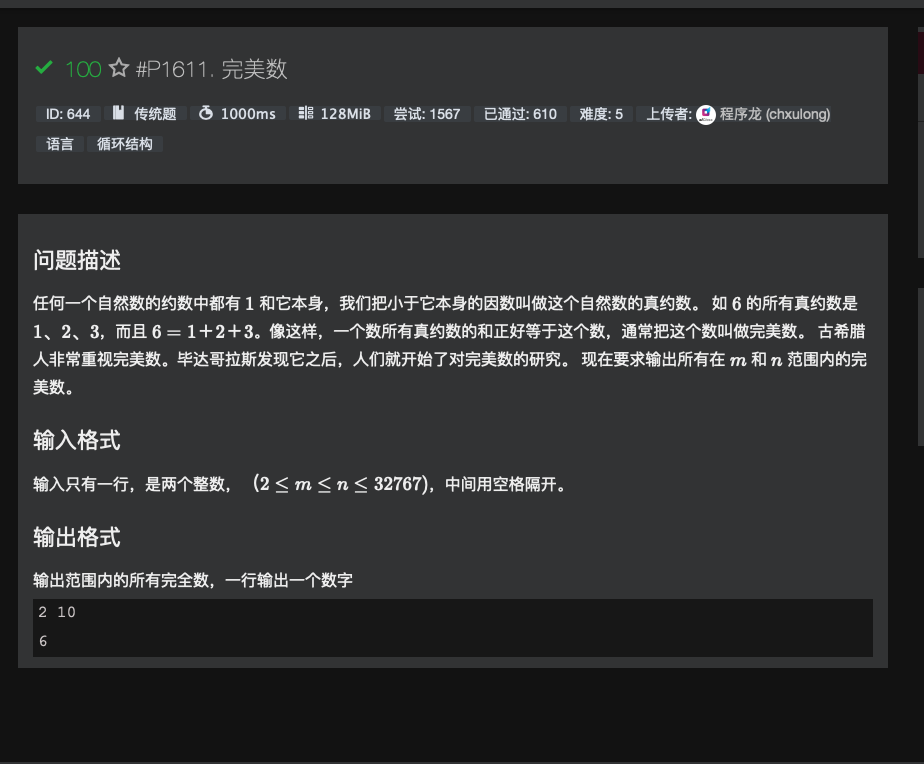 100 #P1611. 完美数
ID: 644 传统题 1000ms 128MiB 尝试: 1567 已通过: 610 难度: 5 上传者: 程序龙 (chxulong)
语言 循环结构
问题描述
任何一个自然数的约数中都有 1 和它本身，我们把小于它本身的因数叫做这个自然数的真约数。 如 6 的所有真约数是
1、2、3，而且 6 = 1+2+3。像这样，一个数所有真约数的和正好等于这个数，通常把这个数叫做完美数。 古希腊
人非常重视完美数。毕达哥拉斯发现它之后，人们就开始了对完美数的研究。 现在要求输出所有在 m 和 n 范围内的完
美数。
输入格式
输入只有一行，是两个整数， （2 ≤ m ≤ n ≤ 32767)，中间用空格隔开。
输出格式
输出范围内的所有完全数，一行输出一个数字
2 10
6